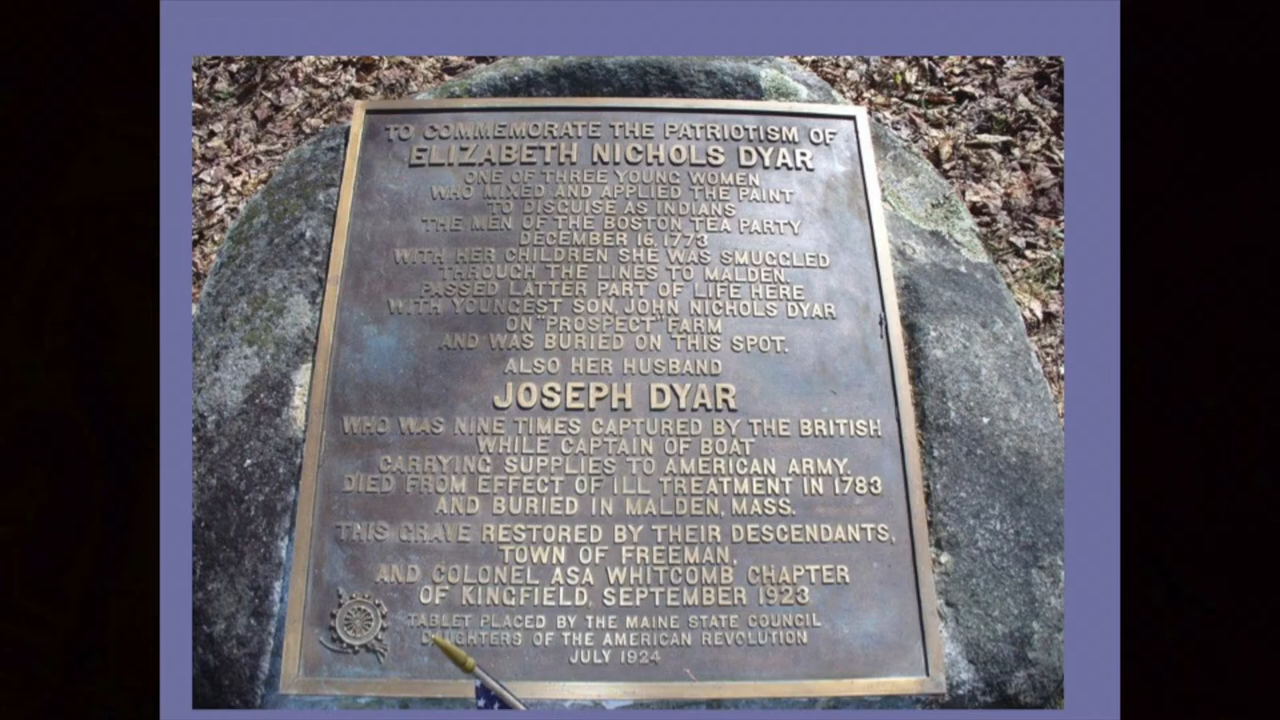 TO COMMEMORATE THE PATRIOTISM OF
ELIZABETH NICHOLS DYAR
ONE OF THREE YOUNG WOMEN
WHO MIXED AND APPLIED THE PAINT
TO DISGUISE AS INDIANS
THE MEN OF THE BOSTON TEA PARTY
DECEMBER 16, 1773
WITH HER CHILDREN SHE WAS SMUGGLED
THROUGH THE LINES TO MALDEN.
PASSED LATTER PART OF LIFE HERE
WITH YOUNGEST SON, JOHN NICHOLS DYAR
ON "PROSPECT" FARM
AND WAS BURIED ON THIS SPOT.
ALSO HER HUSBAND
JOSEPH DYAR
WHO WAS NINE TIMES CAPTURED BY THE BRITISH
WHILE CAPTAIN OF BOAT
CARRYING SUPPLIES TO AMERICAN ARMY.
DIED FROM EFFECT OF ILL TREATMENT IN 1783
AND BURIED IN MALDEN, MASS.
THIS GRAVE RESTORED BY THEIR DESCENDANTS,
TOWN OF FREEMAN,
AND COLONEL ASA WHITCOMB CHAPTER
OF KINGFIELD, SEPTEMBER 1923
TABLET PLACED BY THE MAINE STATE COUNCIL
DAUGHTERS OF THE AMERICAN REVOLUTION
JULY 1924